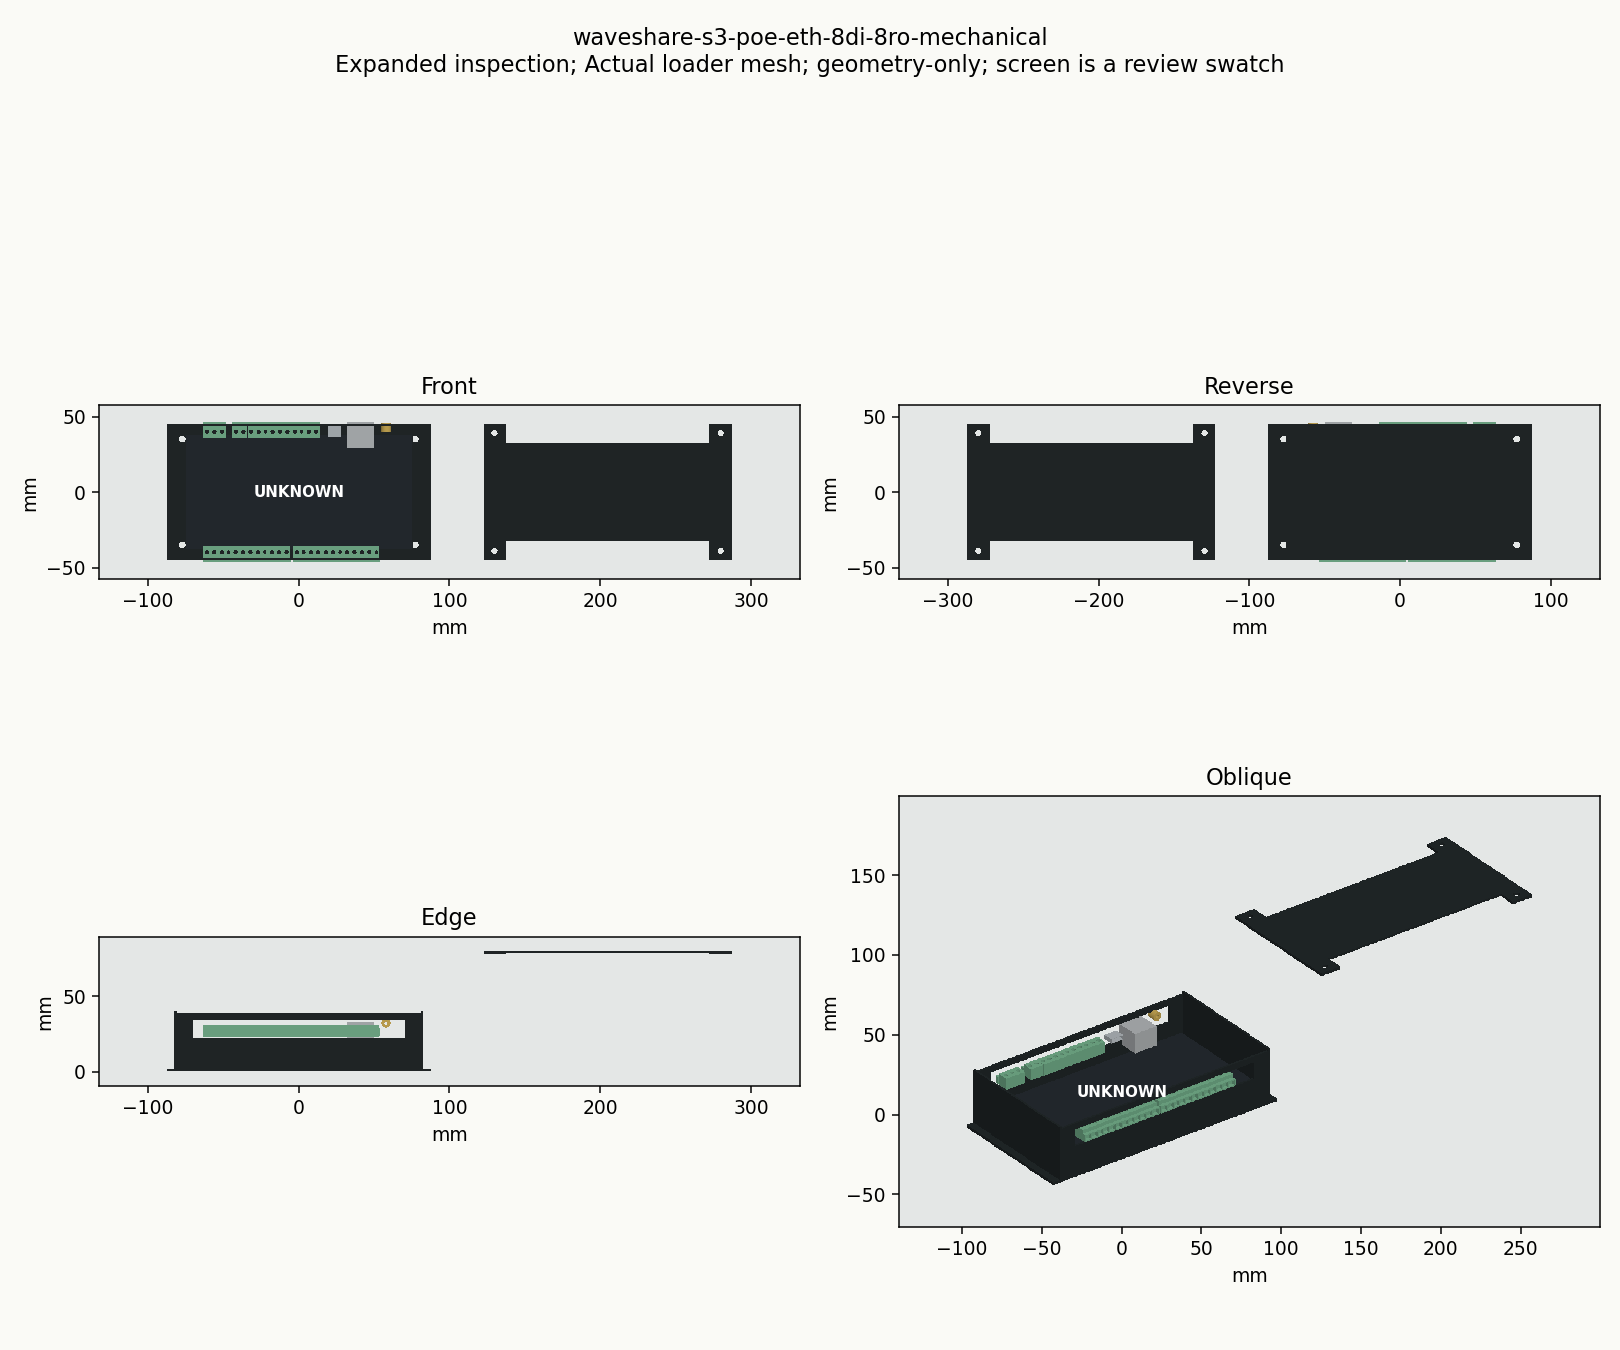 waveshare-s3-poe-eth-8di-8ro-mechanical
Expanded inspection; Actual loader mesh; geometry-only; screen is a review swatch
Front
50
0
−50
mm
UNKNOWN
−100
0
100
200
300
mm
Reverse
50
0
−50
mm
−300
−200
−100
0
100
mm
Edge
50
0
mm
−100
0
100
200
300
mm
Oblique
150
100
50
0
−50
mm
UNKNOWN
−100
−50
0
50
100
150
200
250
mm